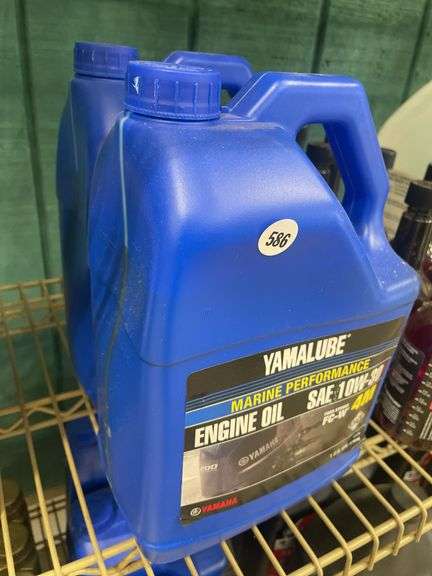 586
YAMALUBE
MARINE PERFORMANCE
ENGINE OIL SAE 10W-30
FC-W 4M
YAMAHA
YAMAHA